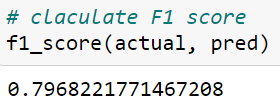 # claculate F1 score
f1_score(actual, pred)
0.7968221771467208